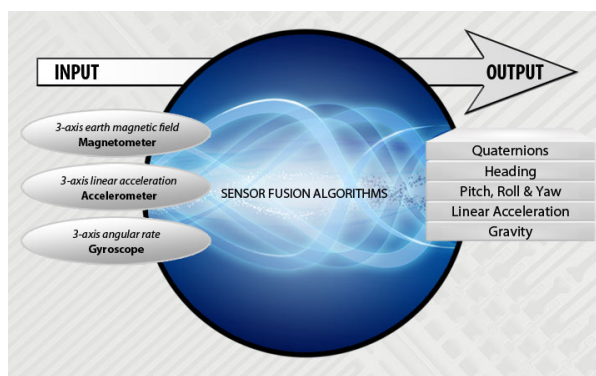 INPUT
OUTPUT
3-axis earth magnetic field
Magnetometer
3-axis linear acceleration
Accelerometer
3-axis angular rate
Gyroscope
SENSOR FUSION ALGORITHMS
Quaternions
Heading
Pitch, Roll & Yaw
Linear Acceleration
Gravity